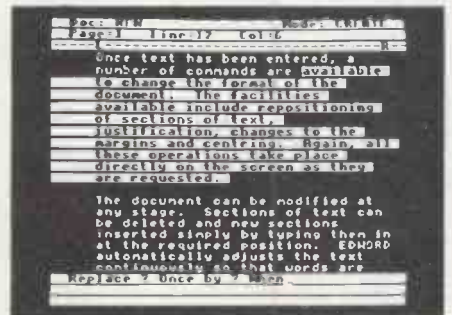 Doc: NEW Mode: CREATE
Page:1 Line:17 Col:6
L R
Once text has been entered, a
number of commands are available
to change the format of the
document. The facilities
available include repositioning
of sections of text,
justification, changes to the
margins and centring. Again, all
these operations take place
directly on the screen as they
are requested.
The document can be modified at
any stage. Sections of text can
be deleted and new sections
inserted simply by typing them in
at the required position. EDWORD
automatically adjusts the text
continuously so that words are
Replace ? Once by ? When